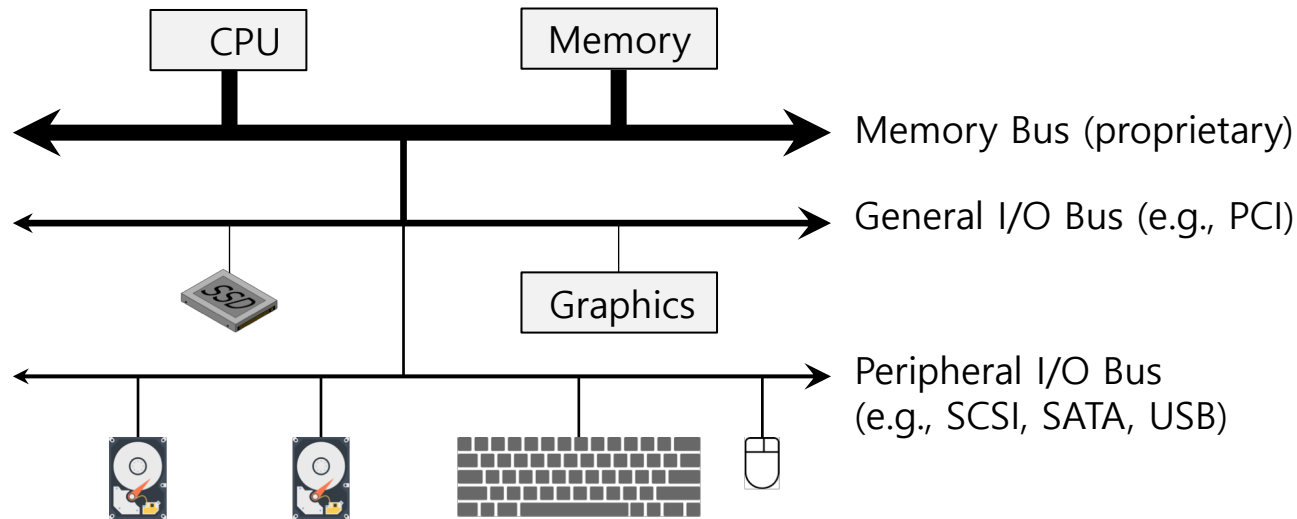 CPU
Memory
Memory Bus (proprietary)
General I/O Bus (e.g., PCI)
SSD
Graphics
Peripheral I/O Bus
(e.g., SCSI, SATA, USB)